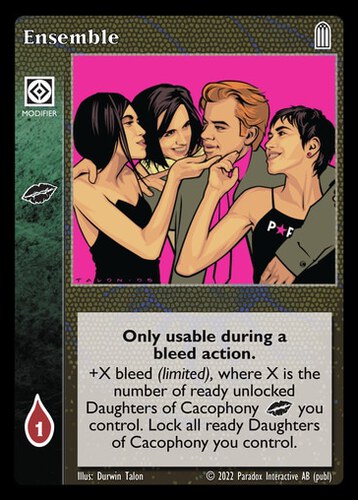 Ensemble
MODIFIER
TALON·05
P★F
Only usable during a
bleed action.
+X bleed (limited), where X is the
number of ready unlocked
Daughters of Cacophony you
control. Lock all ready Daughters
of Cacophony you control.
1
Illus: Durwin Talon © 2022 Paradox Interactive AB (publ)